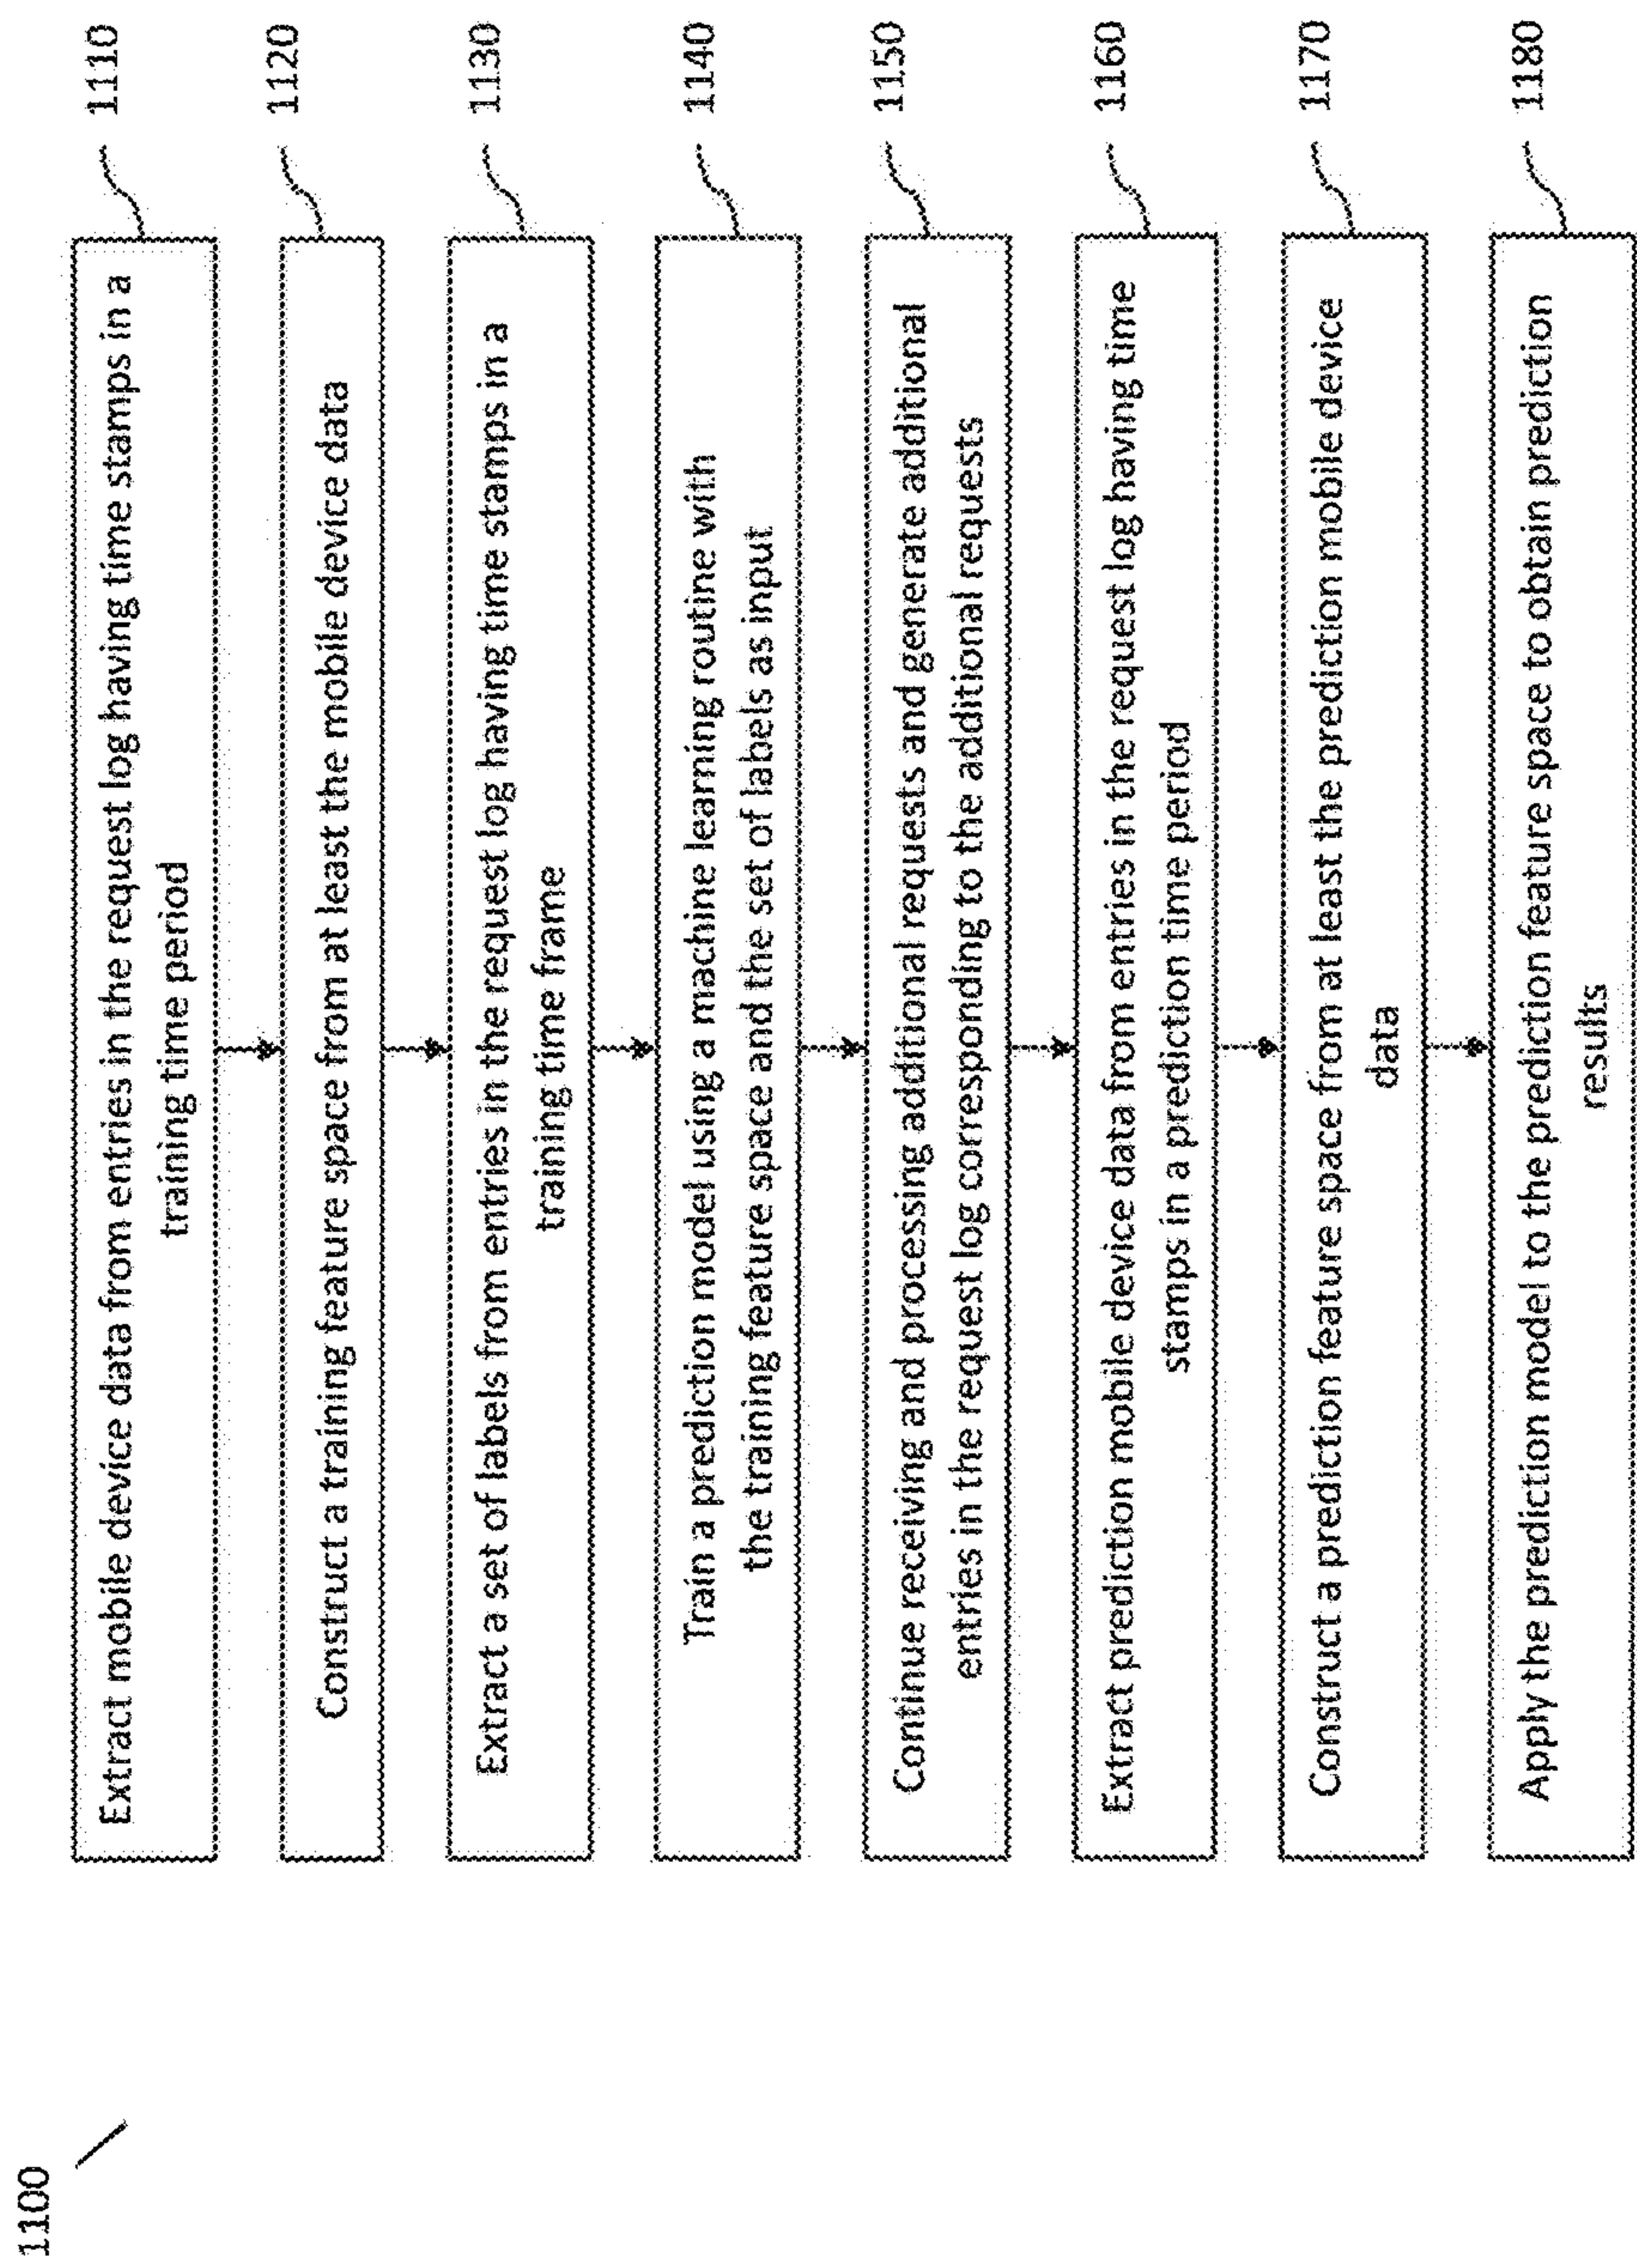 1100
Extract mobile device data from entries in the request log having time stamps in a
training time period
1110
Construct a training feature space from at least the mobile device data
1120
Extract a set of labels from entries in the request log having time stamps in a
training time frame
1130
Train a prediction model using a machine learning routine with
the training feature space and the set of labels as input
1140
Continue receiving and processing additional requests and generate additional
entries in the request log corresponding to the additional requests
1150
Extract prediction mobile device data from entries in the request log having time
stamps in a prediction time period
1160
Construct a prediction feature space from at least the prediction mobile device
data
1170
Apply the prediction model to the prediction feature space to obtain prediction
results
1180